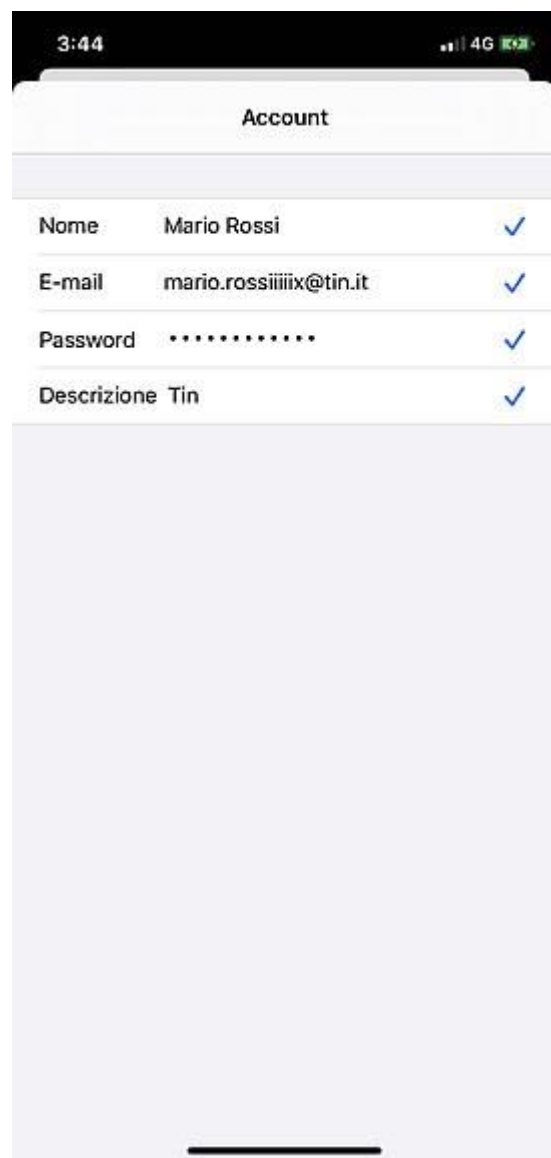 3:44 4G
Account
Nome Mario Rossi
E-mail mario.rossiiiiix@tin.it
Password ••••••••••••
Descrizione Tin